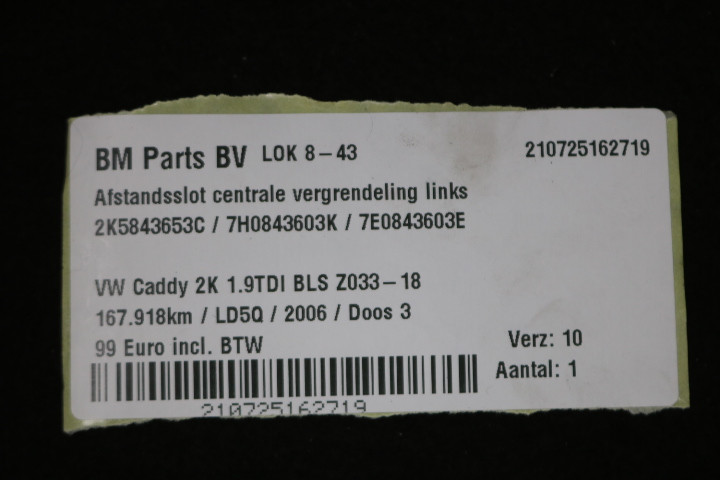 BM Parts BV LOK 8-43 210725162719
Afstandsslot centrale vergrendeling links
2K5843653C / 7H0843603K / 7E0843603E
VW Caddy 2K 1.9TDI BLS Z033-18
167.918km / LD5Q / 2006 / Doos 3
99 Euro incl. BTW Verz: 10
Aantal: 1
210725162719